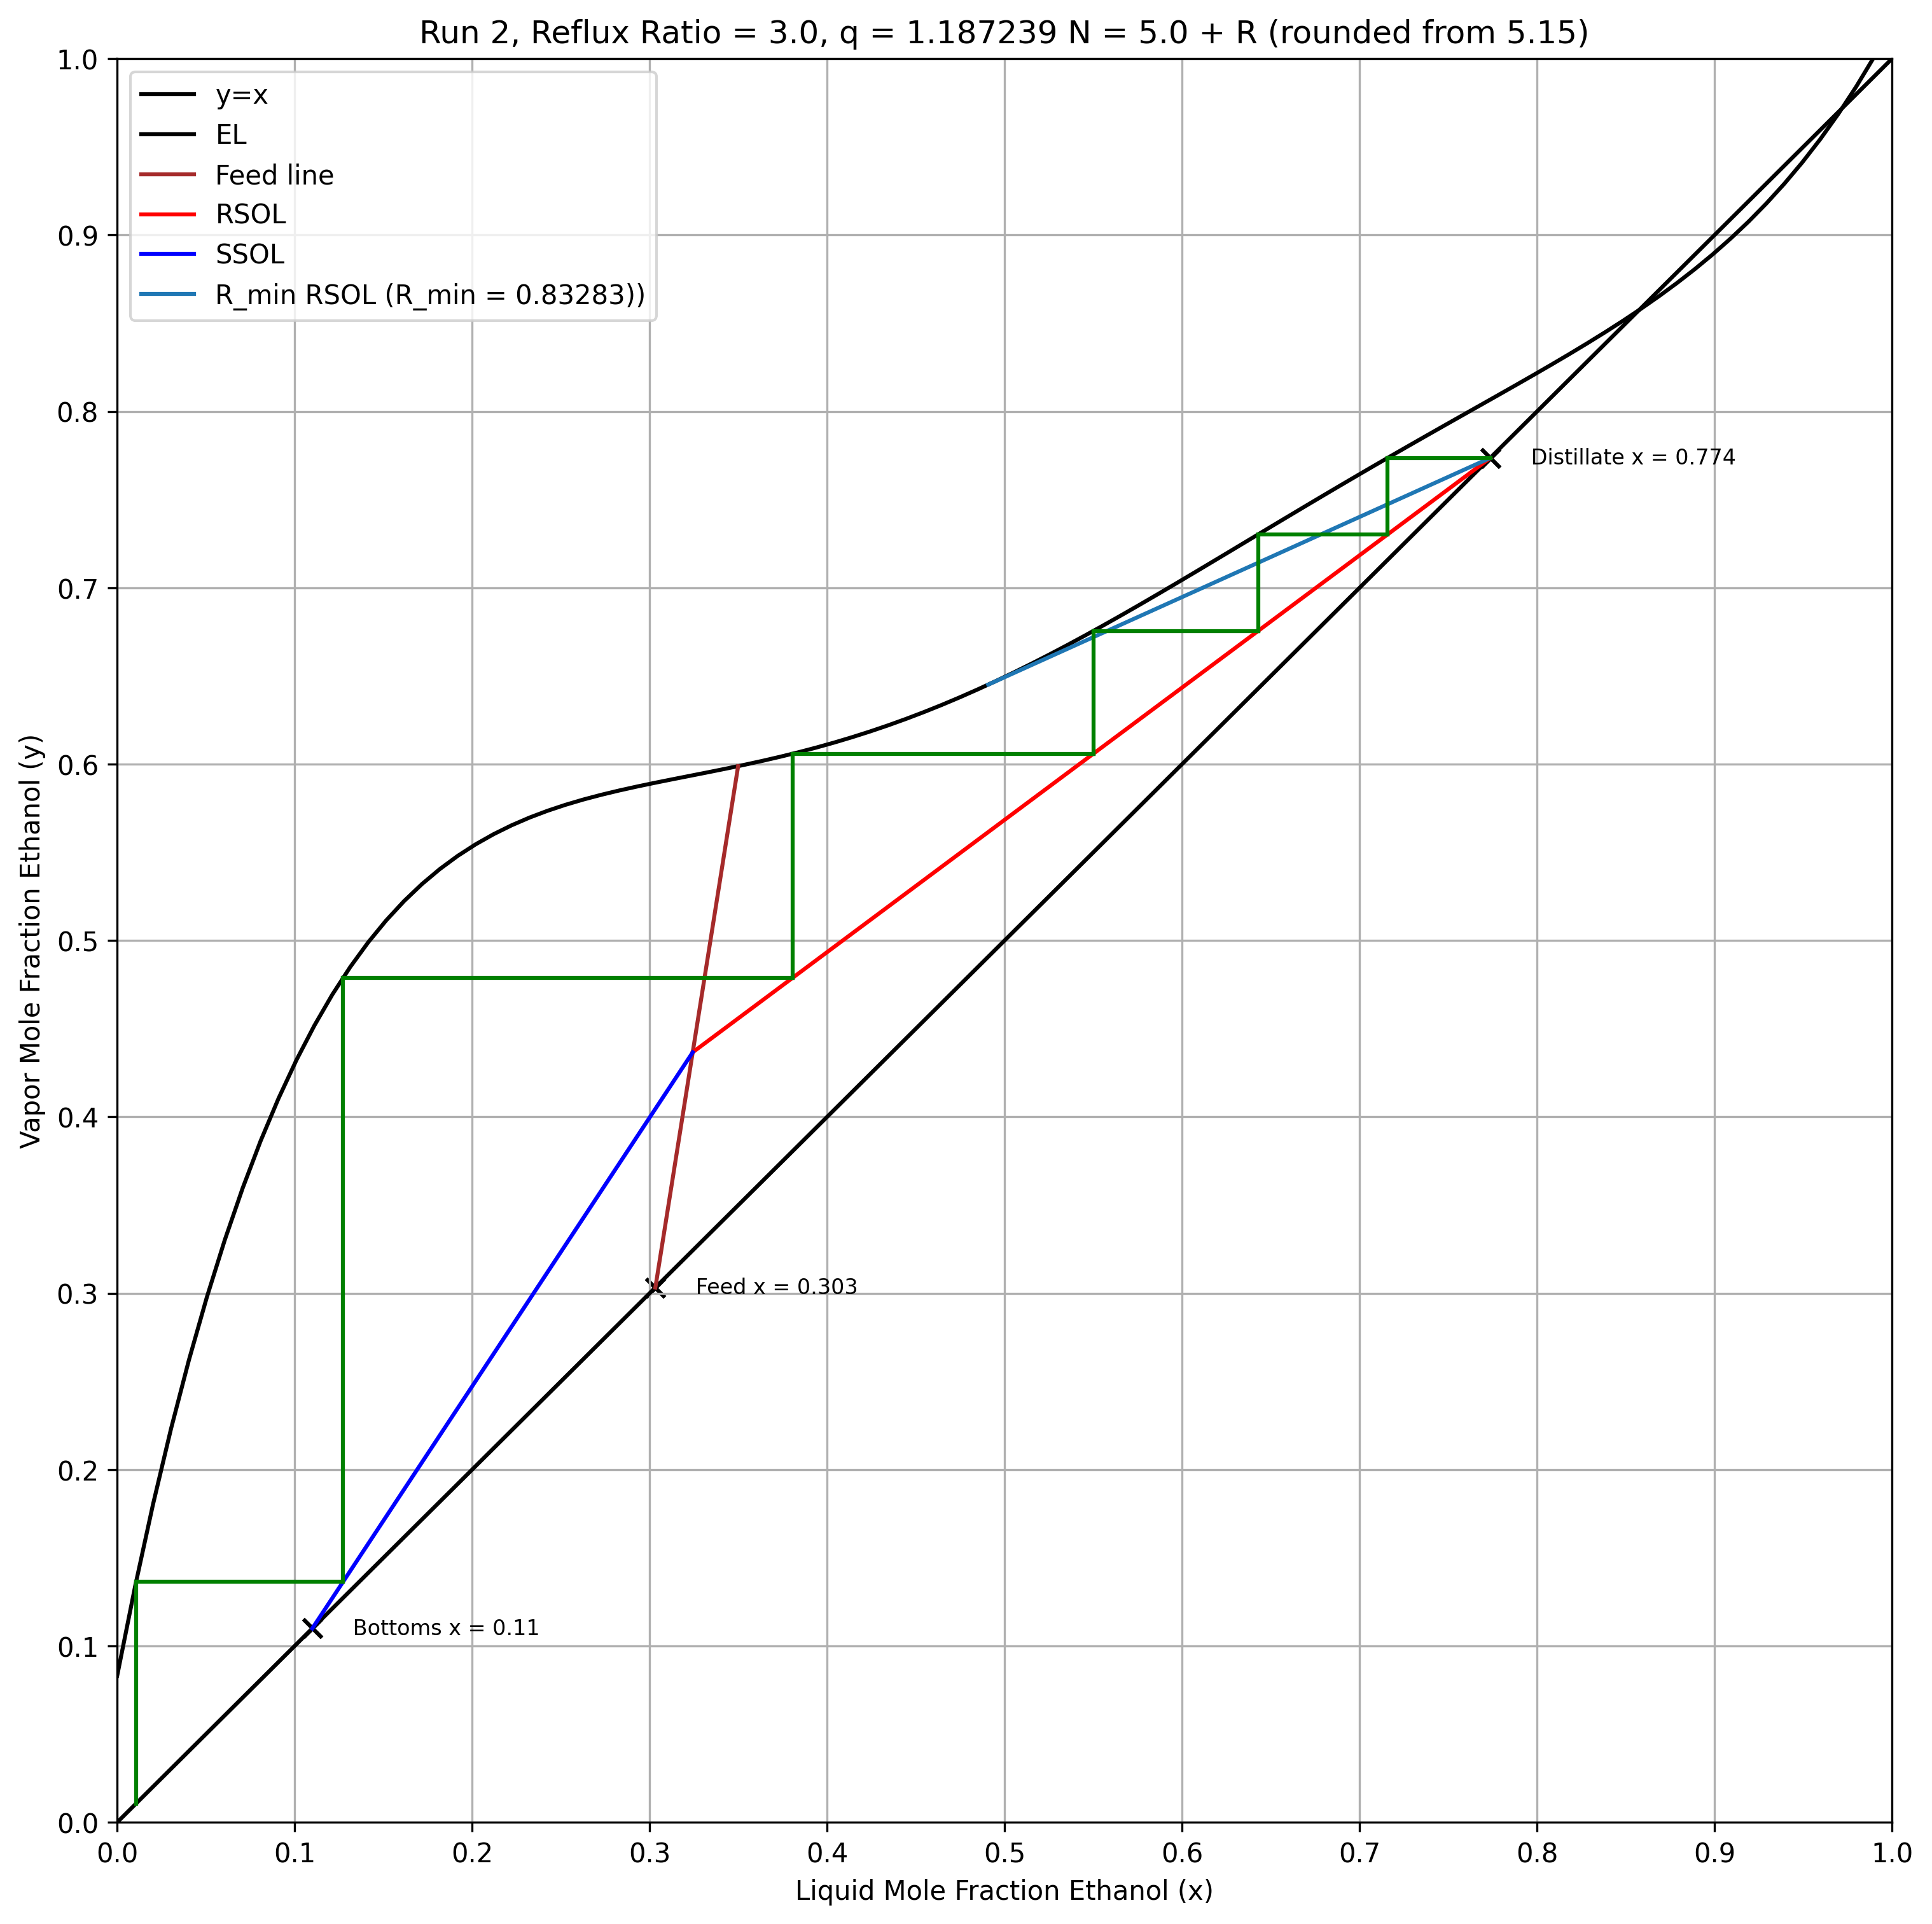 Run 2, Reflux Ratio = 3.0, q = 1.187239 N = 5.0 + R (rounded from 5.15)
y=x
EL
Feed line
RSOL
SSOL
R_min RSOL (R_min = 0.83283))
1.0
0.9
0.8
0.7
0.6
0.5
0.4
0.3
0.2
0.1
0.0
Vapor Mole Fraction Ethanol (y)
Distillate x = 0.774
Feed x = 0.303
Bottoms x = 0.11
0.0
0.1
0.2
0.3
0.4
0.5
0.6
0.7
0.8
0.9
1.0
Liquid Mole Fraction Ethanol (x)